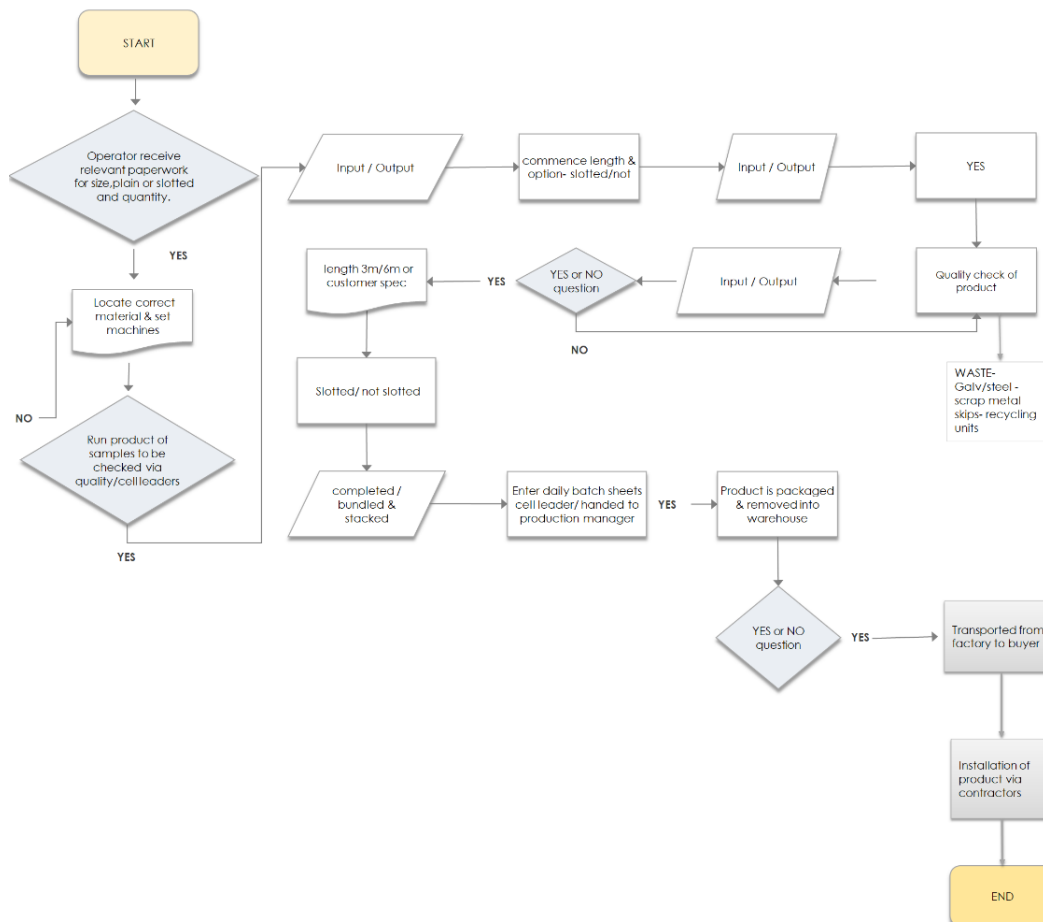 START
Operator receive
relevant paperwork
for size,plain or slotted
and quantity.
YES
Locate correct
material & set
machines
NO
Run product of
samples to be
checked via
quality/cell leaders
YES
Input / Output
commence length &
option- slotted/not
Input / Output
YES
Quality check of
product
WASTE-
Galv/steel -
scrap metal
skips- recycling
units
Input / Output
YES or NO
question
NO
YES
length 3m/6m or
customer spec
Slotted/ not slotted
completed /
bundled &
stacked
Enter daily batch sheets
cell leader/ handed to
production manager
YES
Product is packaged
& removed into
warehouse
YES or NO
question
YES
Transported from
factory to buyer
Installation of
product via
contractors
END